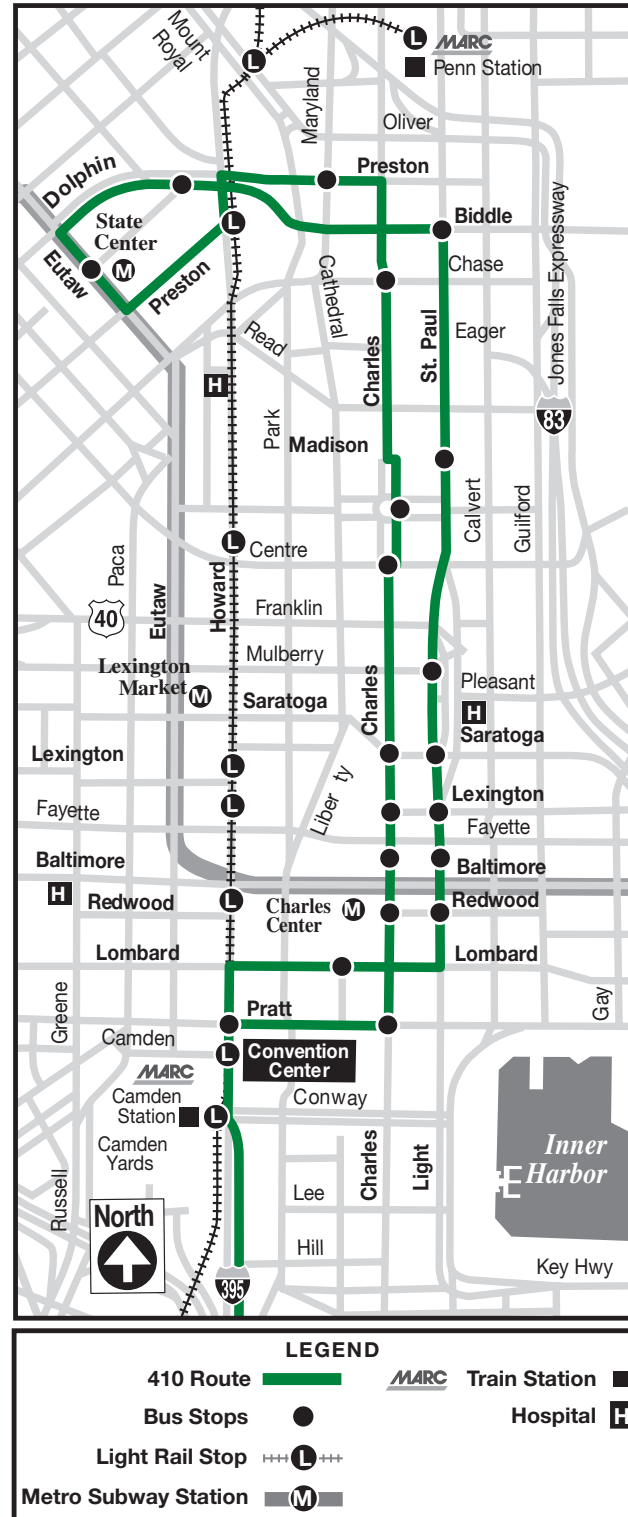 Mount
Royal
L
L
MARC
Penn Station
Maryland
Oliver
Dolphin
Preston
State
Center
M
L
Biddle
Eutaw
Preston
Cathedral
Chase
Jones Falls Expressway
Read
Charles
St. Paul
Eager
H
Park
Madison
83
Calvert
Guilford
L
Centre
Paca
Eutaw
Howard
40
Franklin
Mulberry
Lexington
Market
M
Pleasant
Saratoga
Charles
H
Saratoga
Lexington
L
Liber ty
Lexington
Fayette
L
Fayette
Baltimore
Baltimore
H
Redwood
L
Charles
Center
M
Redwood
Lombard
Lombard
Greene
Pratt
Gay
Camden
L
Convention
Center
MARC
Camden
Station
L
Conway
Camden
Yards
Charles
Light
Inner
Harbor
E
Russell
North
Lee
Hill
Key Hwy
395
LEGEND
410 Route
MARC Train Station
Bus Stops
Hospital H
Light Rail Stop L
Metro Subway Station M